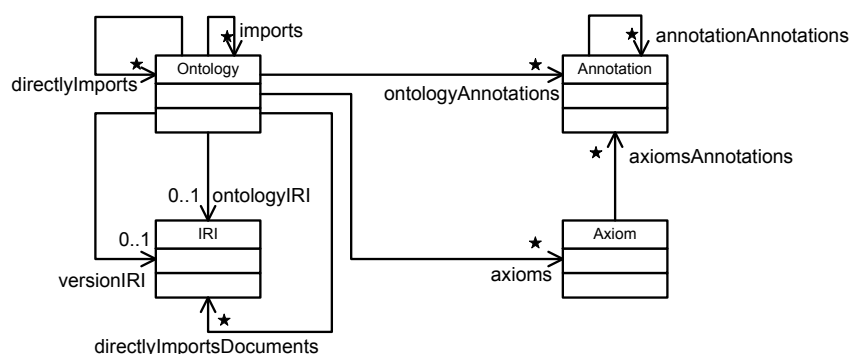 imports
annotationAnnotations
Ontology
Annotation
directlyImports
ontologyAnnotations
axiomsAnnotations
0..1
ontologyIRI
IRI
Axiom
0..1
versionIRI
axioms
directlyImportsDocuments